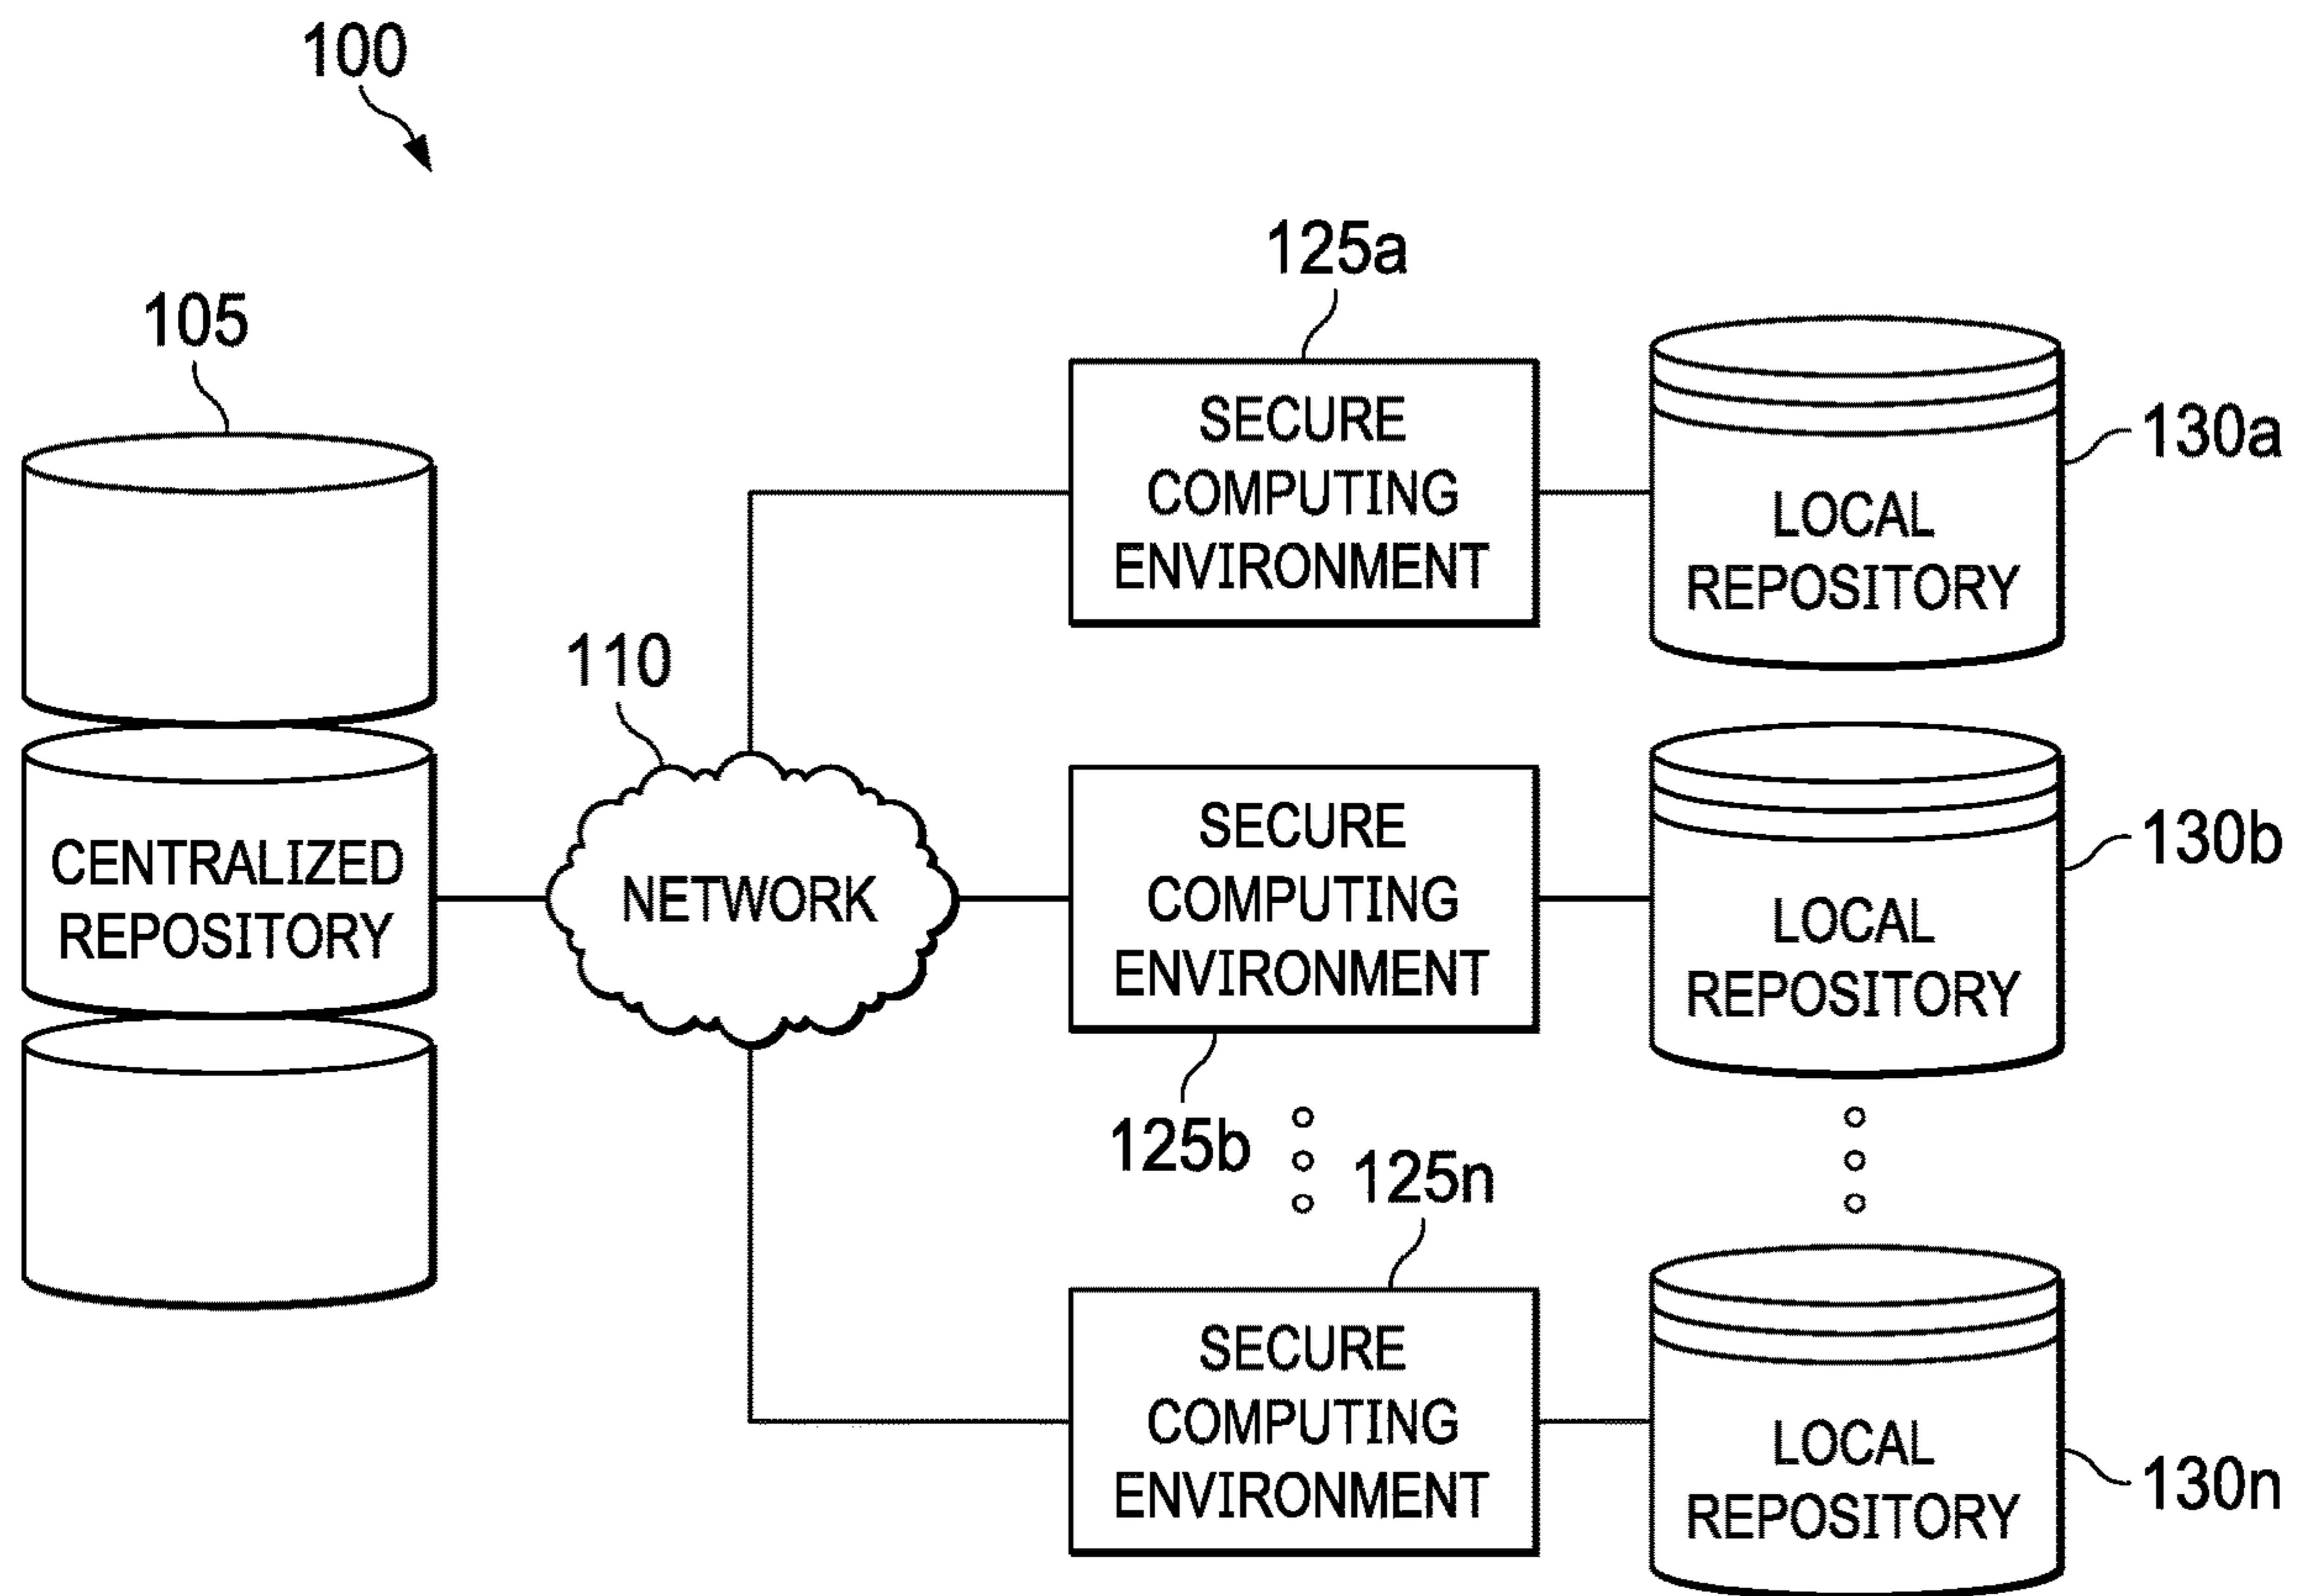 100
105
125a
SECURE
COMPUTING
ENVIRONMENT
LOCAL
REPOSITORY
130a
110
CENTRALIZED
REPOSITORY
NETWORK
SECURE
COMPUTING
ENVIRONMENT
125b
LOCAL
REPOSITORY
130b
125n
SECURE
COMPUTING
ENVIRONMENT
LOCAL
REPOSITORY
130n